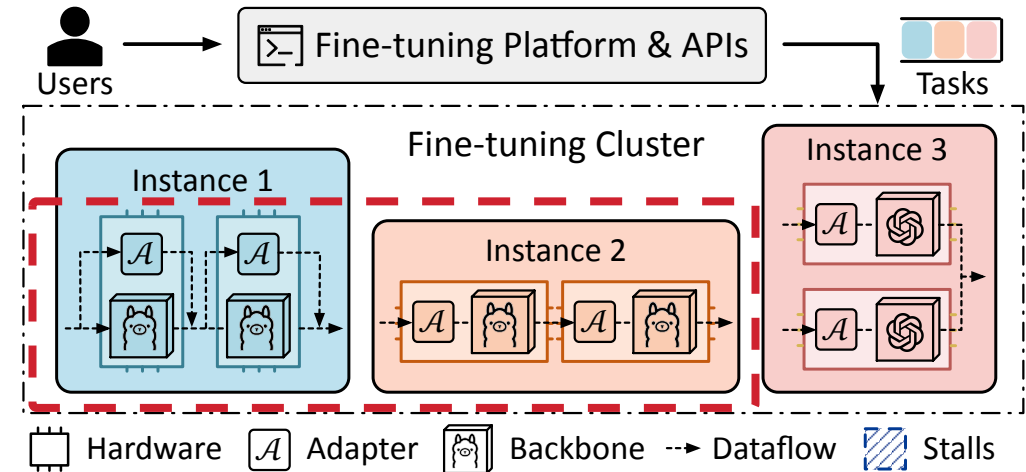 Fine-tuning Platform & APIs
Users
Tasks
Fine-tuning Cluster
Instance 1
Instance 2
Instance 3
A
A
A
A
A
A
Hardware
A
Adapter
Backbone
Dataflow
Stalls